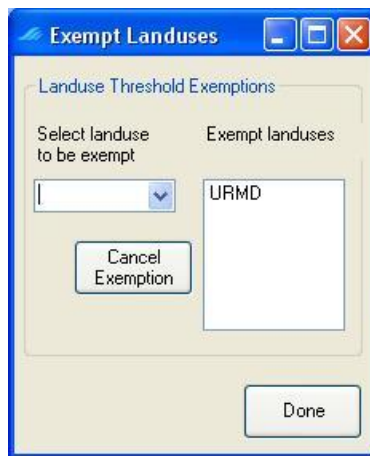 Exempt Landuses
Landuse Threshold Exemptions
Select landuse
to be exempt
Exempt landuses
URMD
Cancel
Exemption
Done